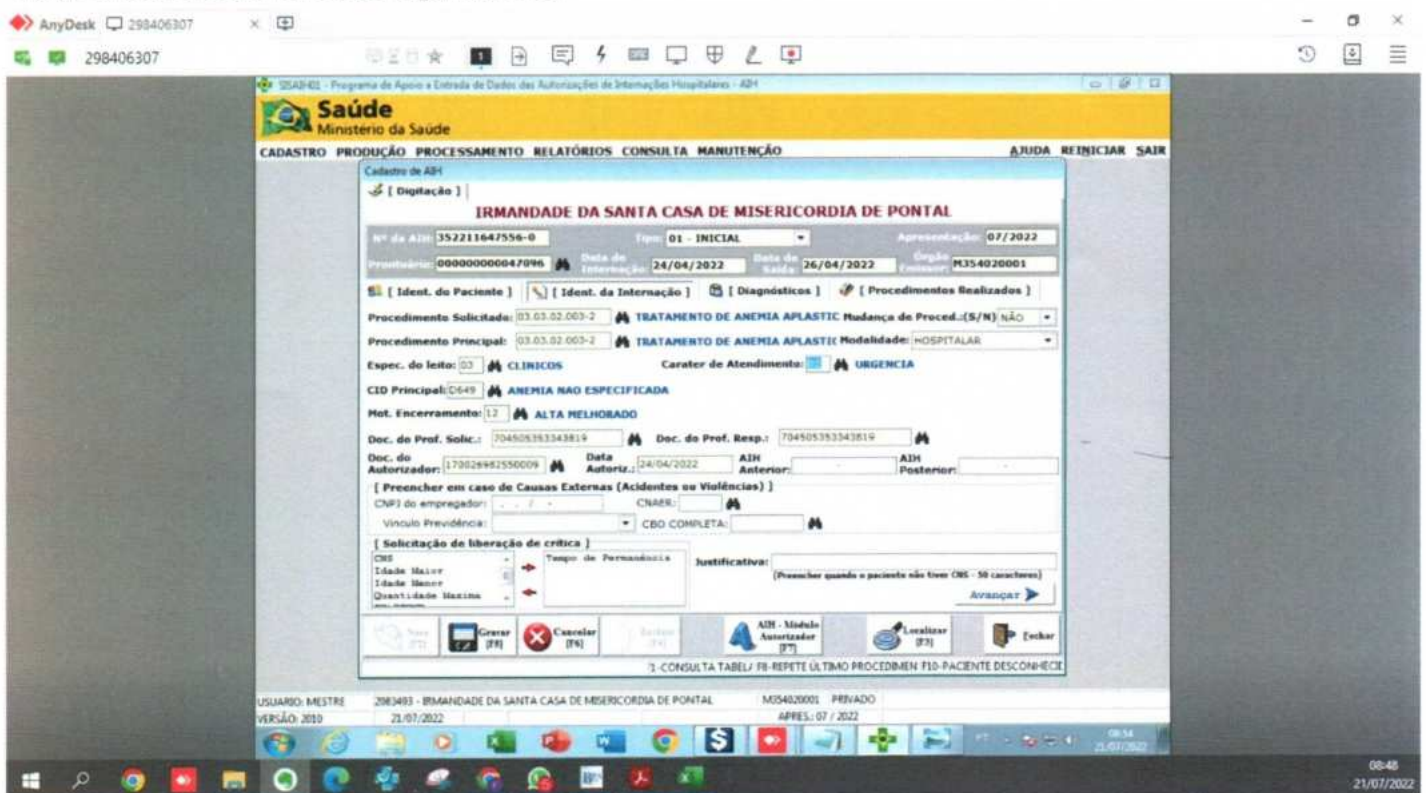 AnyDesk 298406307
298406307
SISAIH01 - Programa de Apoio a Entrada de Dados das Autorizações de Internações Hospitalares - AIH
Saúde
Ministério da Saúde
CADASTRO PRODUÇÃO PROCESSAMENTO RELATÓRIOS CONSULTA MANUTENÇÃO AJUDA REINICIAR SAIR
Cadastro de AIH
[ Digitação ]
IRMANDADE DA SANTA CASA DE MISERICORDIA DE PONTAL
Nº da AIH: 352211647556-0 Tipo: 01 - INICIAL Apresentação: 07/2022
Prontuário: 000000000047096 Data de Internação: 24/04/2022 Data de Saída: 26/04/2022 Órgão Emissor: M354020001
[ Ident. do Paciente ] [ Ident. da Internação ] [ Diagnósticos ] [ Procedimentos Realizados ]
Procedimento Solicitado: 03.03.02.003-2 TRATAMENTO DE ANEMIA APLASTIC Mudança de Proced.:(S/N) NÃO
Procedimento Principal: 03.03.02.003-2 TRATAMENTO DE ANEMIA APLASTIC Modalidade: HOSPITALAR
Espec. do leito: 03 CLINICOS Carater de Atendimento: URGENCIA
CID Principal: D649 ANEMIA NAO ESPECIFICADA
Mot. Encerramento: 12 ALTA MELHORADO
Doc. do Prof. Solic.: 704505353343819 Doc. do Prof. Resp.: 704505353343819
Doc. do Autorizador: 170026982550009 Data Autoriz.: 24/04/2022 AIH Anterior: - AIH Posterior: -
[ Preencher em caso de Causas Externas (Acidentes ou Violências) ]
CNPJ do empregador: . . / - CNAER:
Vinculo Previdência: CBO COMPLETA:
[ Solicitação de liberação de crítica ]
CNS Tempo de Permanência Justificativa:
Idade Maior
Idade Menor (Preencher quando o paciente não tiver CNS - 50 caracteres)
Quantidade Maxima Avançar
Novo Gravar [F8] Cancelar [F6] AIH - Módulo Autorizador [F7] Localizar [F3] Fechar
1-CONSULTA TABEL/ F8-REPETE ÚLTIMO PROCEDIMEN F10-PACIENTE DESCONHECIE
USUARIO: MESTRE 2083493 - IRMANDADE DA SANTA CASA DE MISERICORDIA DE PONTAL M354020001 PRIVADO
VERSÃO: 2010 21/07/2022 APRES.: 07 / 2022
PT 08:54
21/07/2022
08:48
21/07/2022